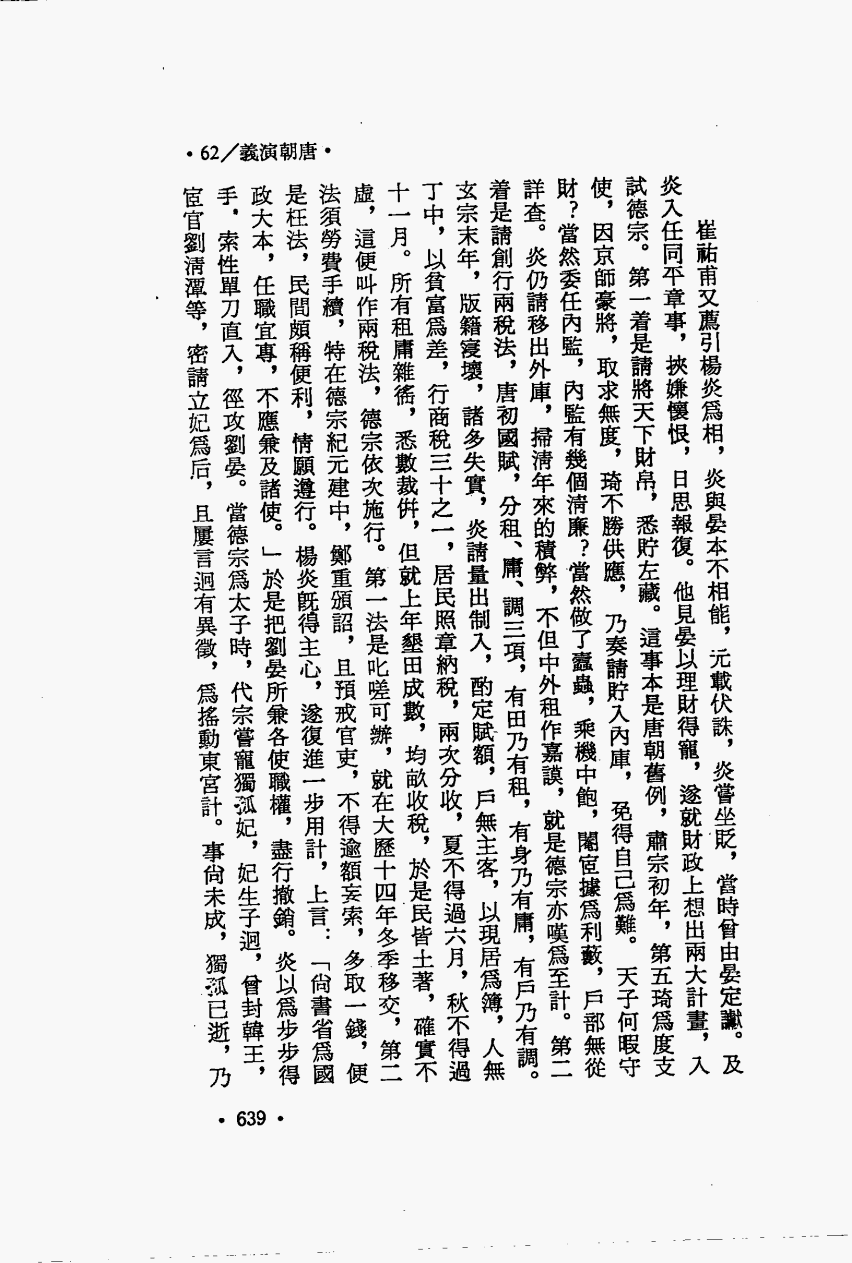 •62／義演朝唐•
崔祐甫又薦引楊炎爲相，炎與晏本不相能，元載伏誅，炎嘗坐貶，當時曾由晏定讞。及
炎入任同平章事，挾嫌懷恨，日思報復。他見晏以理財得寵，遂就財政上想出兩大計畫，入
試德宗。第一着是請將天下財帛，悉貯左藏。這事本是唐朝舊例，肅宗初年，第五琦爲度支
使，因京師豪將，取求無度，琦不勝供應，乃奏請貯入內庫，免得自己爲難。天子何暇守
財？當然委任內監，內監有幾個清廉？當然做了蠹蟲，乘機中飽，閹宦據爲利藪，戶部無從
詳查。炎仍請移出外庫，掃清年來的積弊，不但中外租作嘉謨，就是德宗亦嘆爲至計。第二
着是請創行兩稅法，唐初國賦，分租、庸、調三項，有田乃有租，有身乃有庸，有戶乃有調。
玄宗末年，版籍寖壞，諸多失實，炎請量出制入，酌定賦額，戶無主客，以現居爲簿，人無
丁中，以貧富爲差，行商稅三十之一，居民照章納稅，兩次分收，夏不得過六月，秋不得過
十一月。所有租庸雜徭，悉數裁併，但就上年墾田成數，均畝收稅，於是民皆土著，確實不
虛，這便叫作兩稅法，德宗依次施行。第一法是叱嗟可辦，就在大歷十四年冬季移交，第二
法須勞費手續，特在德宗紀元建中，鄭重頒詔，且預戒官吏，不得逾額妄索，多取一錢，便
是枉法，民間頗稱便利，情願遵行。楊炎既得主心，遂復進一步用計，上言：「尚書省爲國
政大本，任職宜專，不應兼及諸使。」於是把劉晏所兼各使職權，盡行撤銷。炎以爲步步得
手，索性單刀直入，徑攻劉晏。當德宗爲太子時，代宗嘗寵獨孤妃，妃生子迥，曾封韓王，
宦官劉清潭等，密請立妃爲后，且屢言迥有異徵，爲搖動東宮計。事尚未成，獨孤已逝，乃
•639•